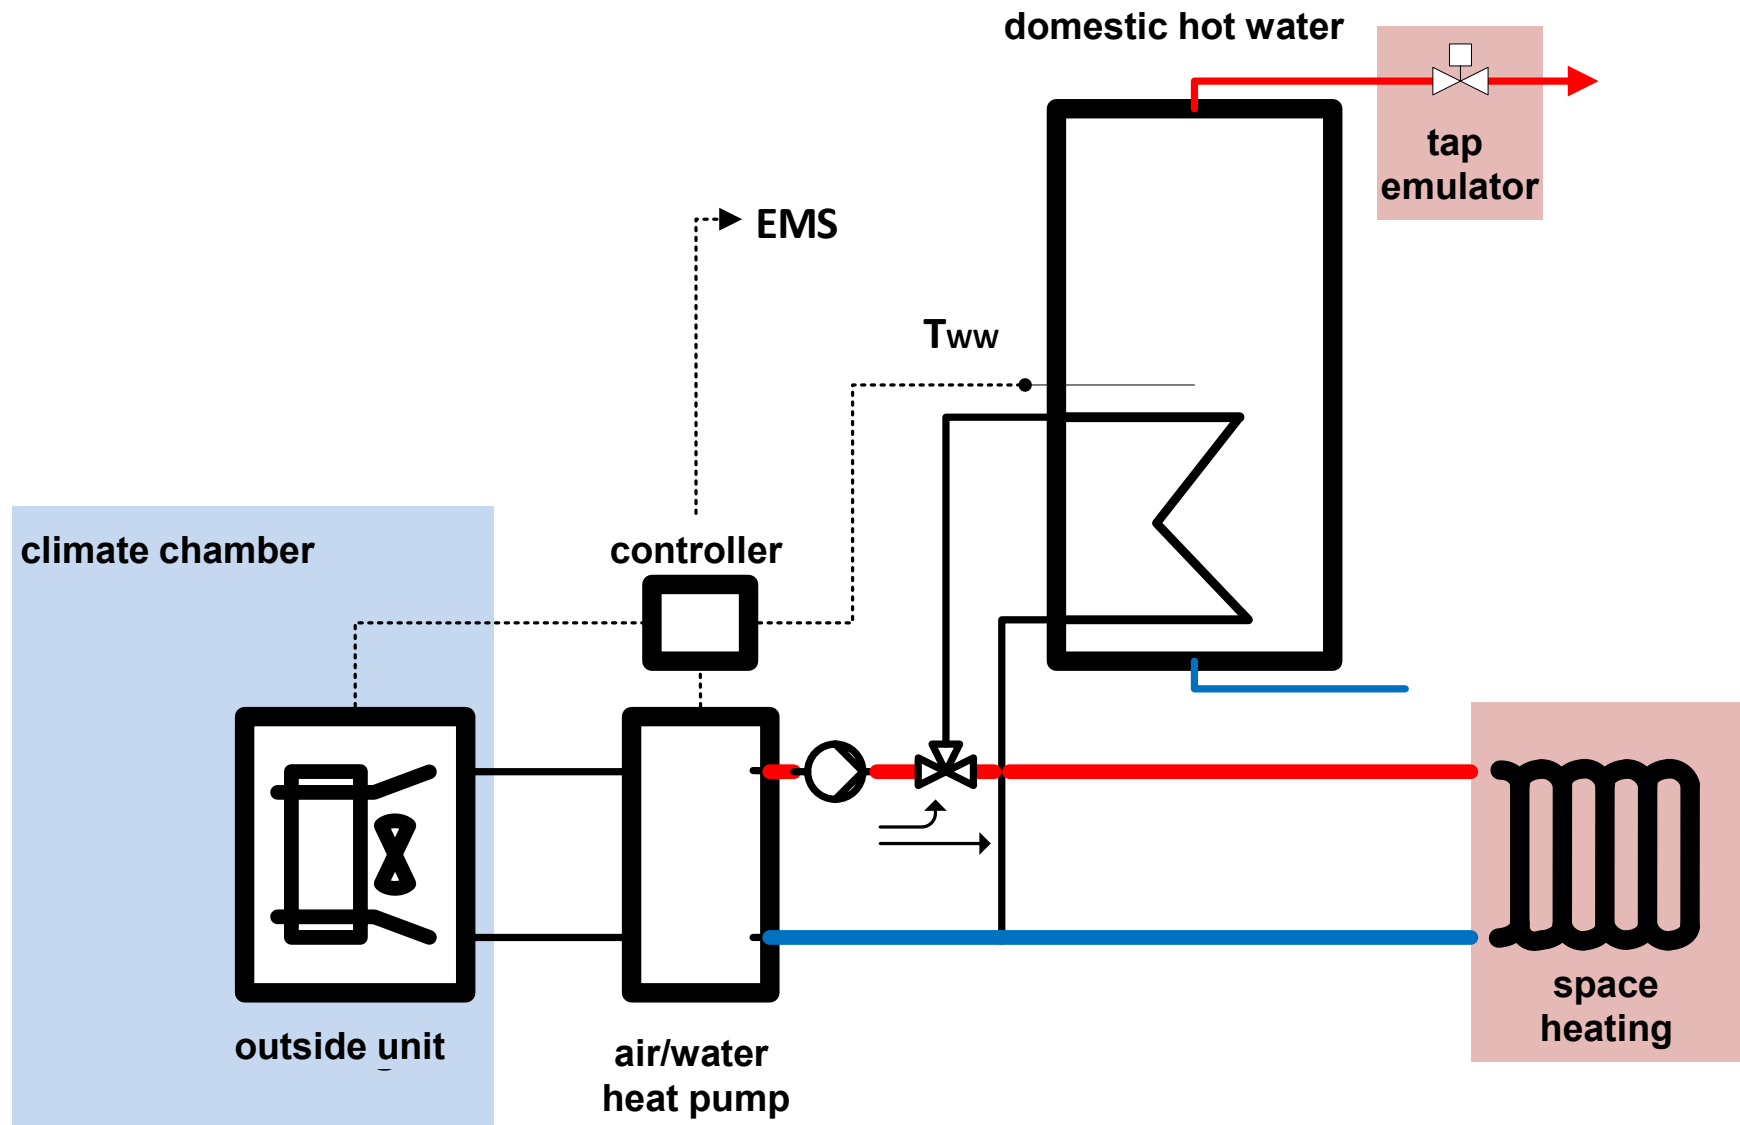 domestic hot water
tap
emulator
EMS
Tww
climate chamber
controller
outside unit
air/water
heat pump
space
heating